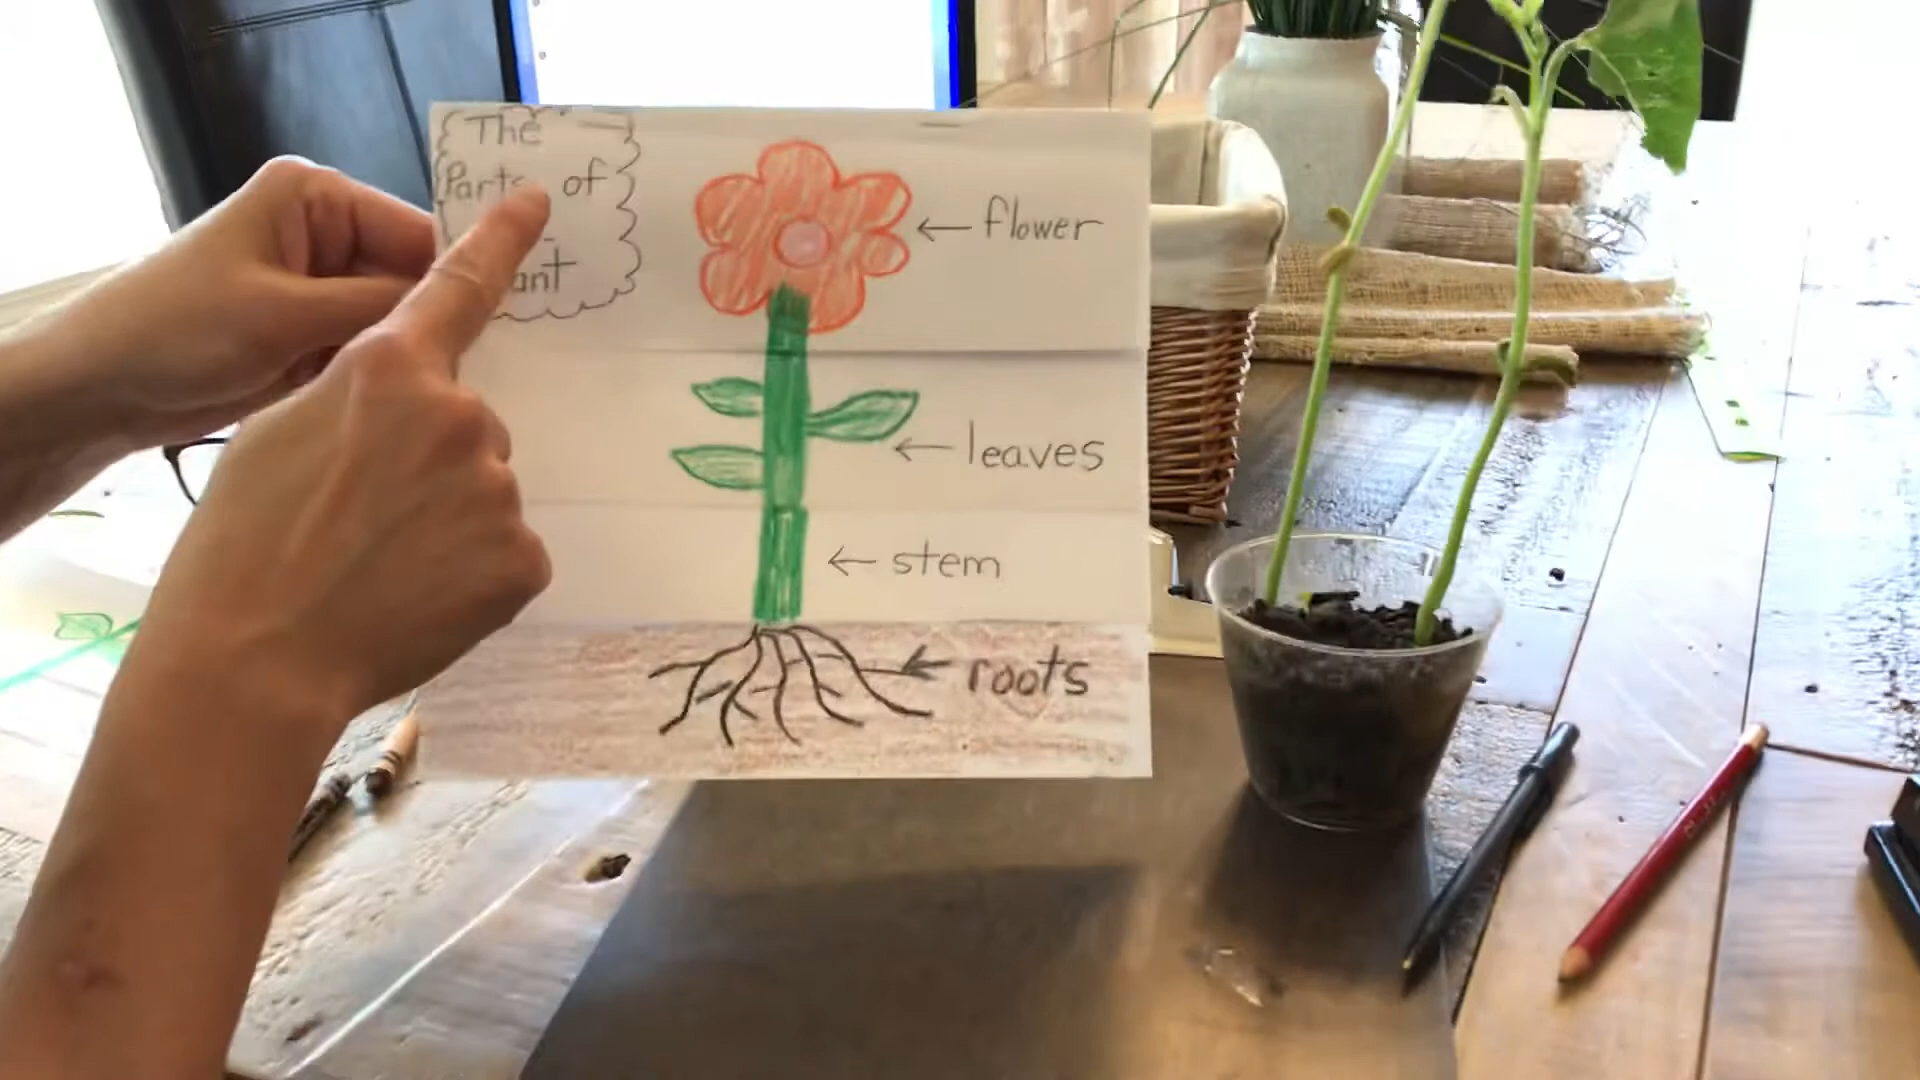 The
Parts of
ant
flower
leaves
stem
roots